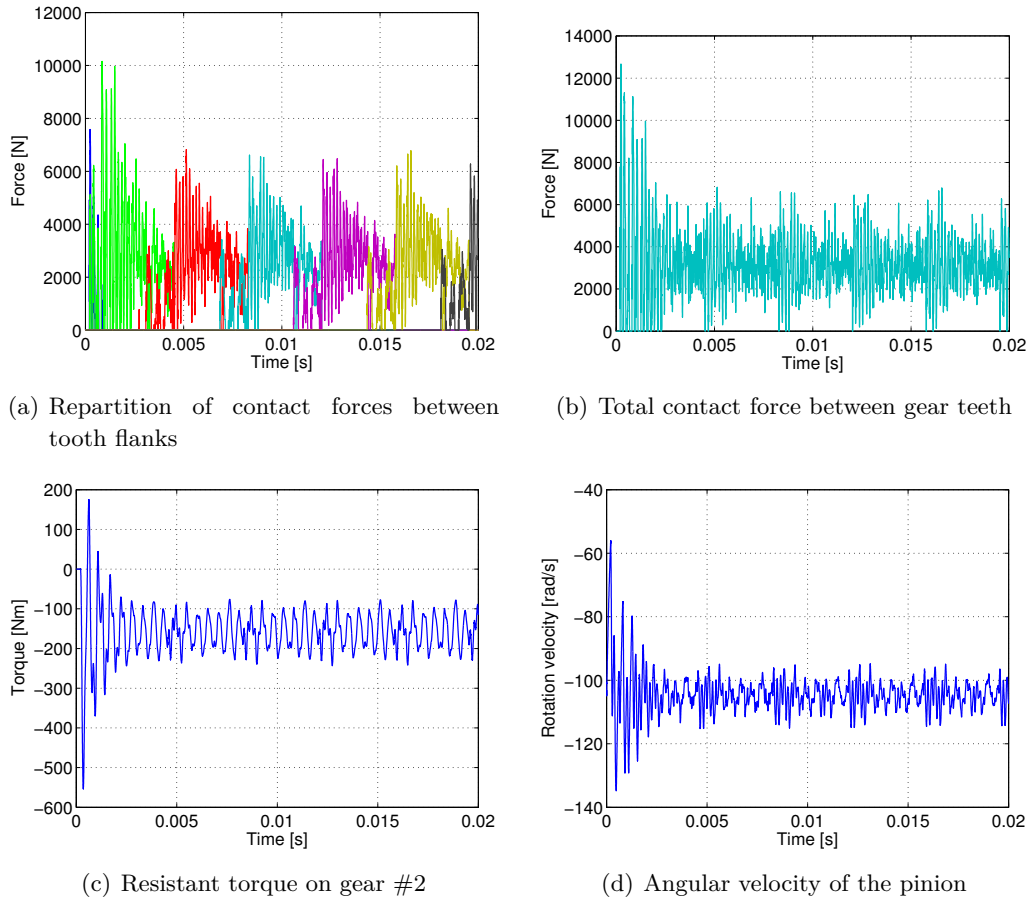 12000
10000
8000
6000
4000
2000
0
Force [N]
0 0.005 0.01 0.015 0.02
Time [s]
(a) Repartition of contact forces between
tooth flanks
14000
12000
10000
8000
6000
4000
2000
0
Force [N]
0 0.005 0.01 0.015 0.02
Time [s]
(b) Total contact force between gear teeth
200
100
0
−100
−200
−300
−400
−500
−600
Torque [Nm]
0 0.005 0.01 0.015 0.02
Time [s]
(c) Resistant torque on gear #2
−40
−60
−80
−100
−120
−140
Rotation velocity [rad/s]
0 0.005 0.01 0.015 0.02
Time [s]
(d) Angular velocity of the pinion